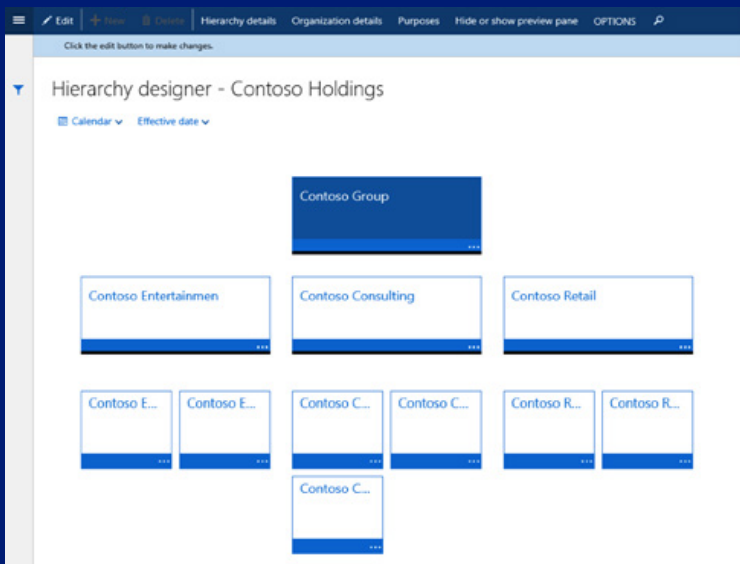 Edit New Delete Hierarchy details Organization details Purposes Hide or show preview pane OPTIONS
Click the edit button to make changes.
Hierarchy designer - Contoso Holdings
Calendar Effective date
Contoso Group
...
Contoso Entertainmen Contoso Consulting Contoso Retail
... ... ...
Contoso E... Contoso E... Contoso C... Contoso C... Contoso R... Contoso R...
... ... ... ... ... ...
Contoso C...
...